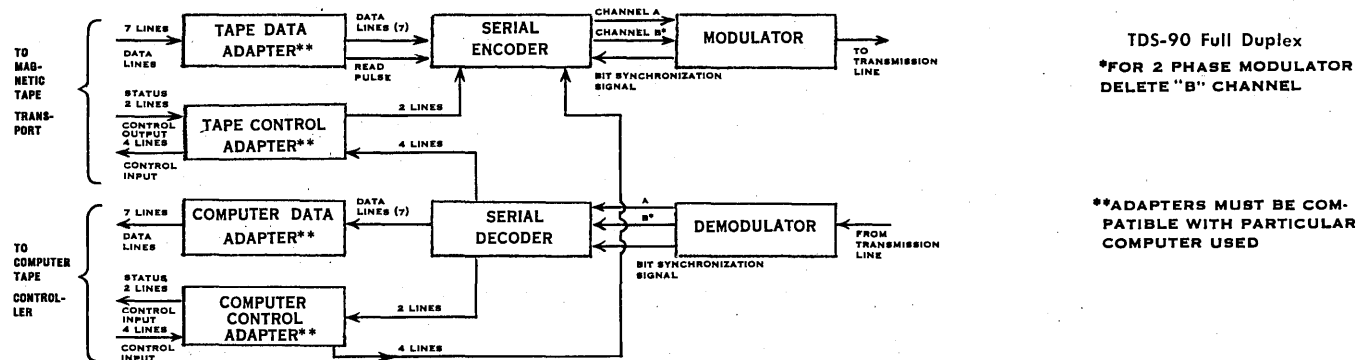 7 LINES
DATA
LINES
TAPE DATA
ADAPTER**
DATA
LINES (7)
READ
PULSE
SERIAL
ENCODER
CHANNEL A
CHANNEL B*
BIT SYNCHRONIZATION
SIGNAL
MODULATOR
TO
TRANSMISSION
LINE
TO
MAG-
NETIC
TAPE
TRANS-
PORT
STATUS
2 LINES
CONTROL
OUTPUT
4 LINES
CONTROL
INPUT
TAPE CONTROL
ADAPTER**
2 LINES
4 LINES
TDS-90 Full Duplex
*FOR 2 PHASE MODULATOR
DELETE "B" CHANNEL
TO
COMPUTER
TAPE
CONTROL-
LER
7 LINES
DATA
LINES
COMPUTER DATA
ADAPTER**
DATA
LINES (7)
SERIAL
DECODER
A
B*
BIT SYNCHRONIZATION
SIGNAL
DEMODULATOR
FROM
TRANSMISSION
LINE
STATUS
2 LINES
CONTROL
INPUT
4 LINES
CONTROL
INPUT
COMPUTER
CONTROL
ADAPTER**
2 LINES
4 LINES
**ADAPTERS MUST BE COM-
PATIBLE WITH PARTICULAR
COMPUTER USED